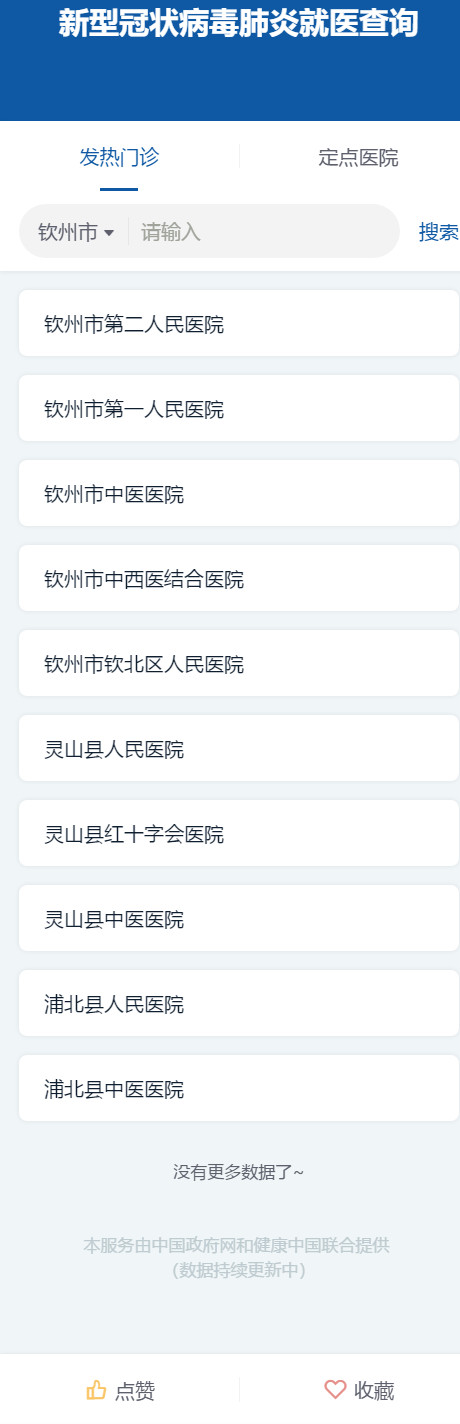 新型冠状病毒肺炎就医查询
发热门诊 定点医院
钦州市 请输入 搜索
钦州市第二人民医院
钦州市第一人民医院
钦州市中医医院
钦州市中西医结合医院
钦州市钦北区人民医院
灵山县人民医院
灵山县红十字会医院
灵山县中医医院
浦北县人民医院
浦北县中医医院
没有更多数据了~
本服务由中国政府网和健康中国联合提供
（数据持续更新中）
点赞 收藏